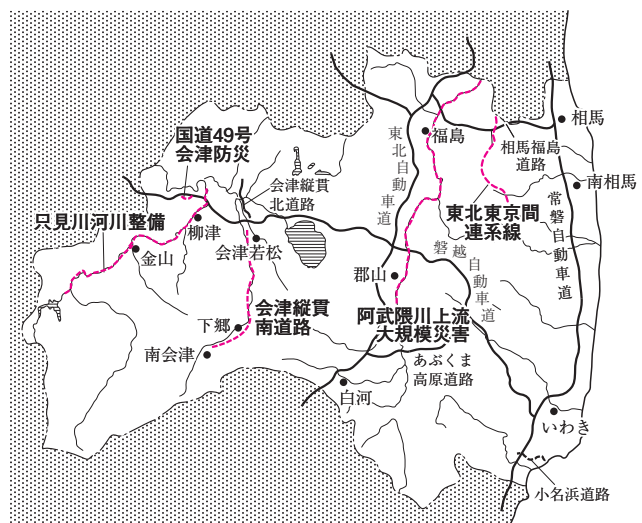 国道49号
会津防災
会津縦貫
北道路
只見川河川整備
柳津
金山
会津若松
会津縦貫
南道路
下郷
南会津
東北自動車道
福島
相馬
相馬福島
道路
南相馬
東北東京間
連系線
常磐自動車道
磐越自動車道
郡山
阿武隈川上流
大規模災害
あぶくま
高原道路
白河
いわき
小名浜道路